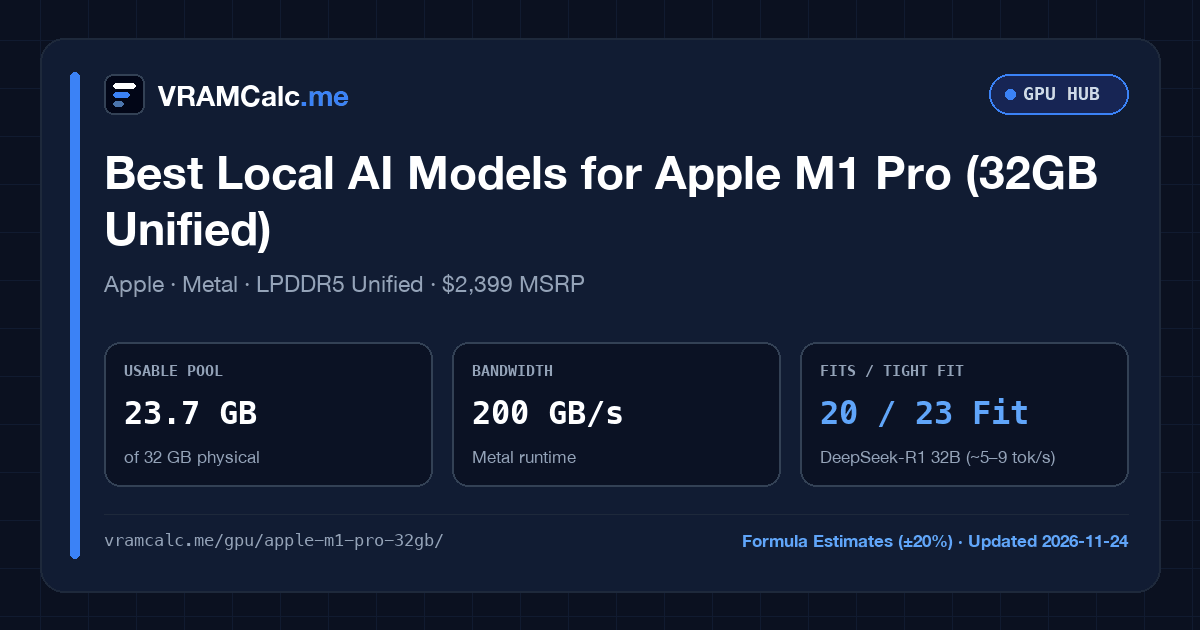 VRAMCalc.me
GPU HUB
Best Local AI Models for Apple M1 Pro (32GB
Unified)
Apple · Metal · LPDDR5 Unified · $2,399 MSRP
USABLE POOL
23.7 GB
of 32 GB physical
BANDWIDTH
200 GB/s
Metal runtime
FITS / TIGHT FIT
20 / 23 Fit
DeepSeek-R1 32B (~5–9 tok/s)
vramcalc.me/gpu/apple-m1-pro-32gb/
Formula Estimates (±20%) · Updated 2026-11-24